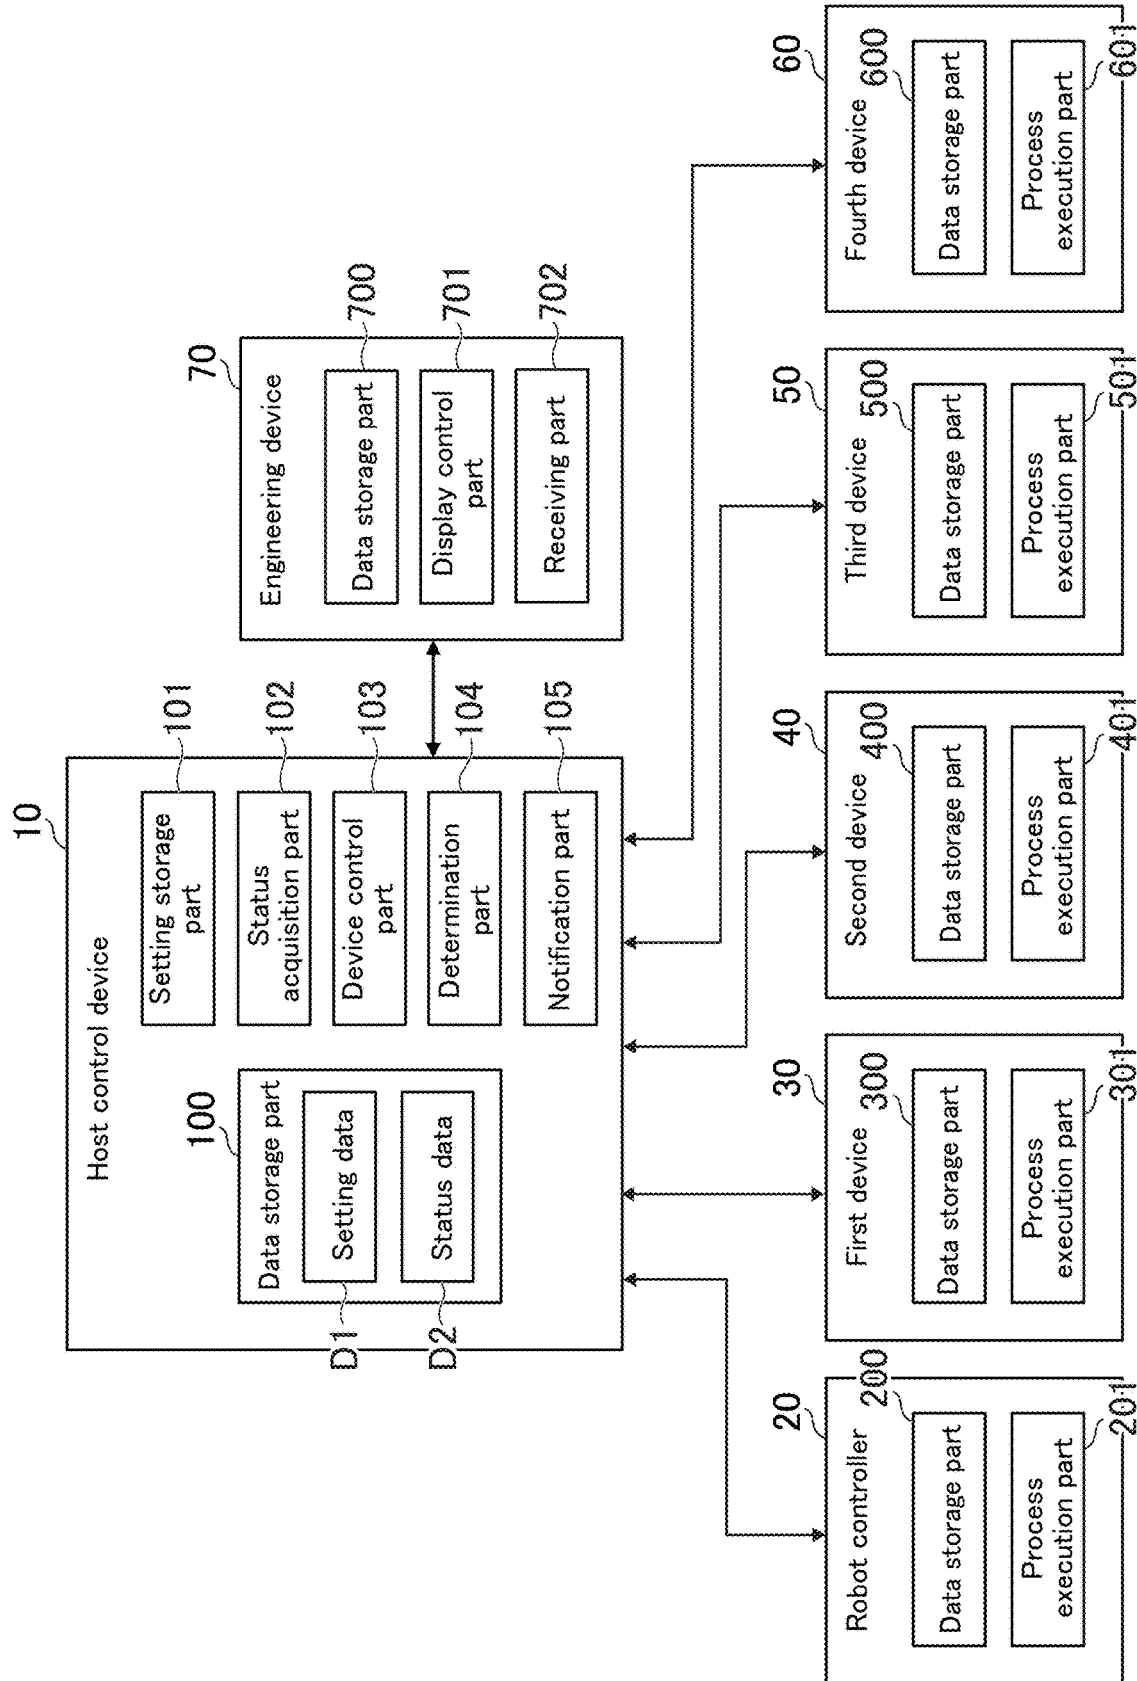 10
Host control device
100
Data storage part
D1
Setting data
D2
Status data
Setting storage
part
101
Status
acquisition part
102
Device control
part
103
Determination
part
104
Notification part
105
70
Engineering device
Data storage part
700
Display control
part
701
Receiving part
702
20
Robot controller
200
Data storage part
Process
execution part
201
30
First device
300
Data storage part
Process
execution part
301
40
Second device
400
Data storage part
Process
execution part
401
50
Third device
500
Data storage part
Process
execution part
501
60
Fourth device
600
Data storage part
Process
execution part
601